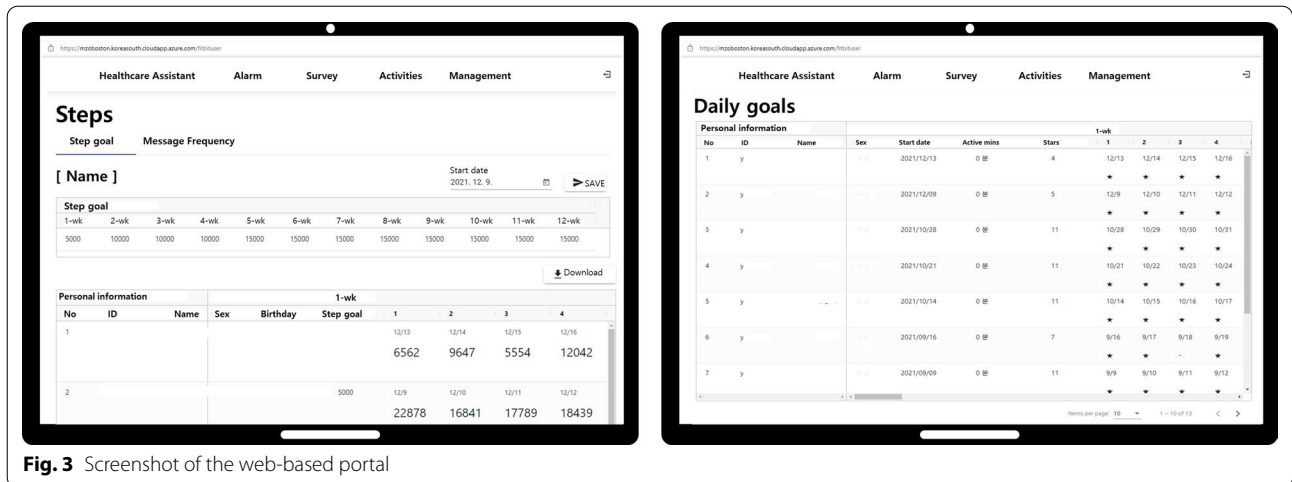 https://mzoboston.koreasouth.cloudapp.azure.com/fitbituser
Healthcare Assistant Alarm Survey Activities Management
Steps
Step goal Message Frequency
[ Name ]
Start date
2021. 12. 9.
SAVE
Step goal
1-wk 2-wk 3-wk 4-wk 5-wk 6-wk 7-wk 8-wk 9-wk 10-wk 11-wk 12-wk
5000 10000 10000 10000 15000 15000 15000 15000 15000 15000 15000 15000
Download
Personal information 1-wk
No ID Name Sex Birthday Step goal 1 2 3 4
1 12/13 12/14 12/15 12/16
6562 9647 5554 12042
2 5000 12/9 12/10 12/11 12/12
22878 16841 17789 18439
https://mzoboston.koreasouth.cloudapp.azure.com/fitbituser
Healthcare Assistant Alarm Survey Activities Management
Daily goals
Personal information 1-wk
No ID Name Sex Start date Active mins Stars 1 2 3 4
1 y 2021/12/13 0 분 4 12/13 12/14 12/15 12/16
★ ★ ★ ★
2 y 2021/12/09 0 분 5 12/9 12/10 12/11 12/12
★ ★ ★ ★
3 y 2021/10/28 0 분 11 10/28 10/29 10/30 10/31
★ ★ ★ ★
4 y 2021/10/21 0 분 11 10/21 10/22 10/23 10/24
★ ★ ★ ★
5 y 2021/10/14 0 분 11 10/14 10/15 10/16 10/17
★ ★ ★ ★
6 y 2021/09/16 0 분 7 9/16 9/17 9/18 9/19
★ ★ - ★
7 y 2021/09/09 0 분 11 9/9 9/10 9/11 9/12
★ ★ ★ ★
Items per page: 10 1 – 10 of 13
Fig. 3 Screenshot of the web-based portal